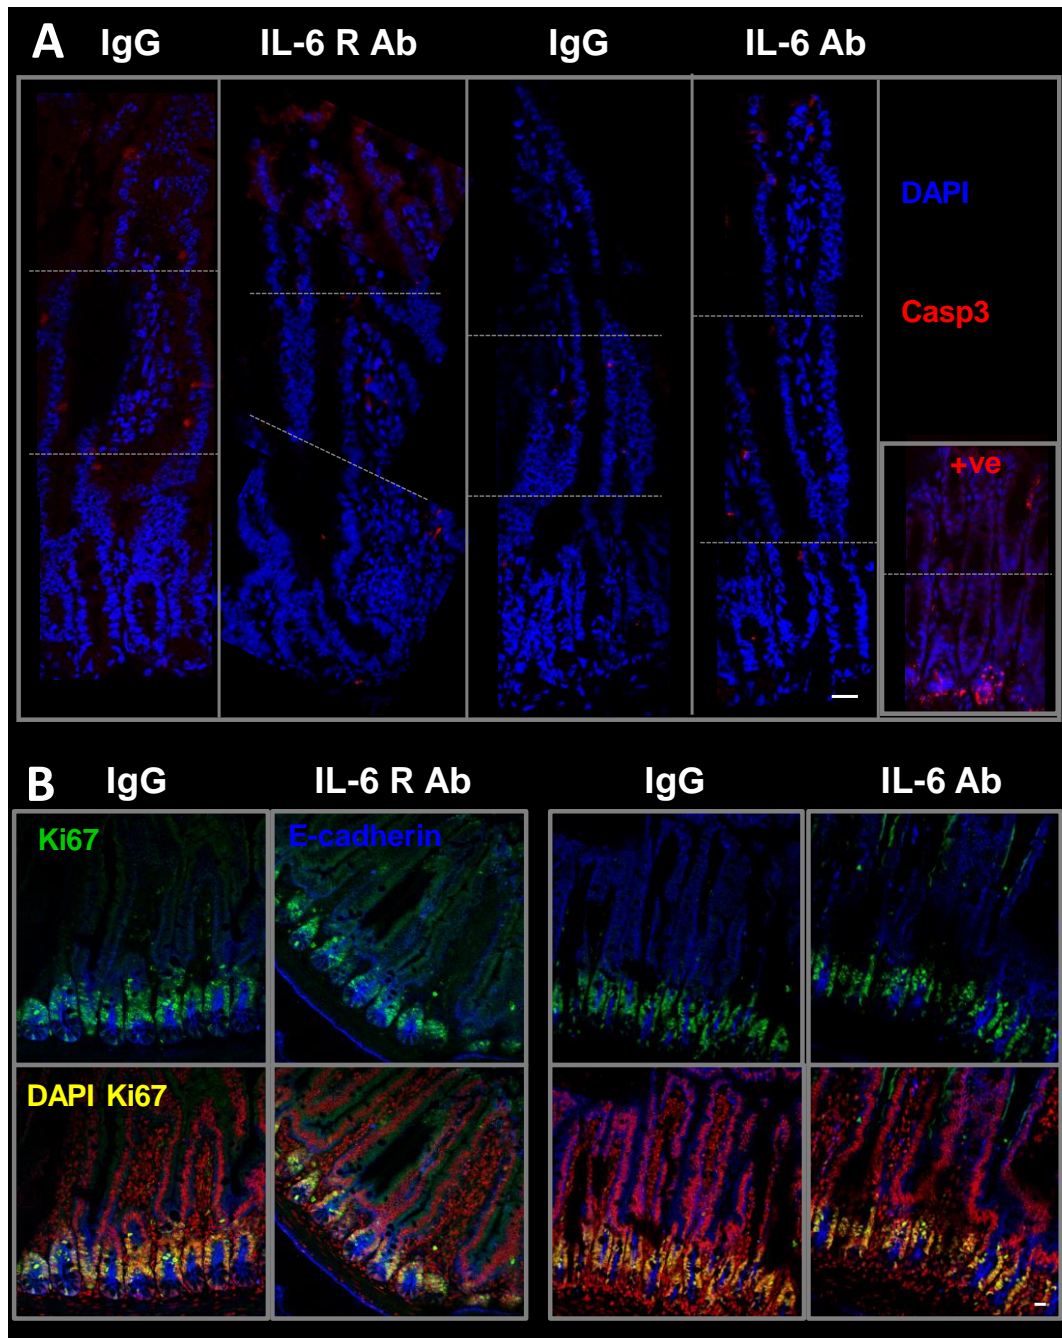 A IgG IL-6 R Ab IgG IL-6 Ab
DAPI
Casp3
+ve
B IgG IL-6 R Ab IgG IL-6 Ab
Ki67 E-cadherin
DAPI Ki67